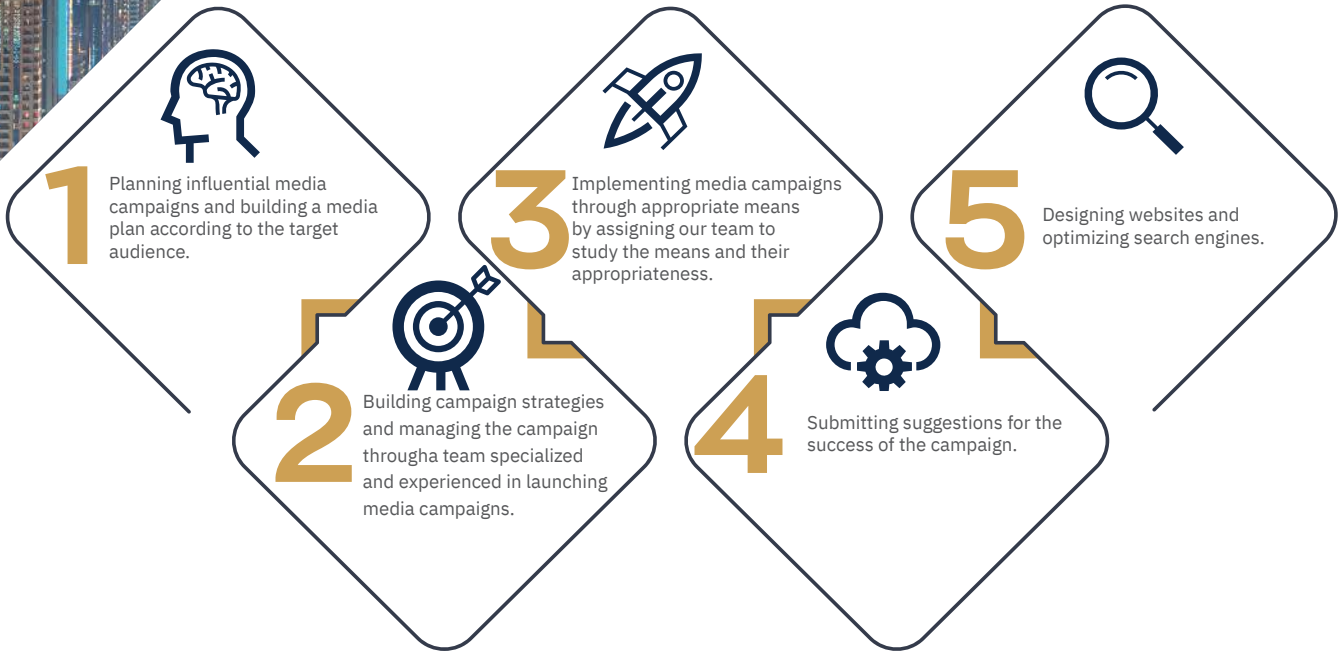 1
Planning influential media
campaigns and building a media
plan according to the target
audience.
2
Building campaign strategies
and managing the campaign
througha team specialized
and experienced in launching
media campaigns.
3
Implementing media campaigns
through appropriate means
by assigning our team to
study the means and their
appropriateness.
4
Submitting suggestions for the
success of the campaign.
5
Designing websites and
optimizing search engines.